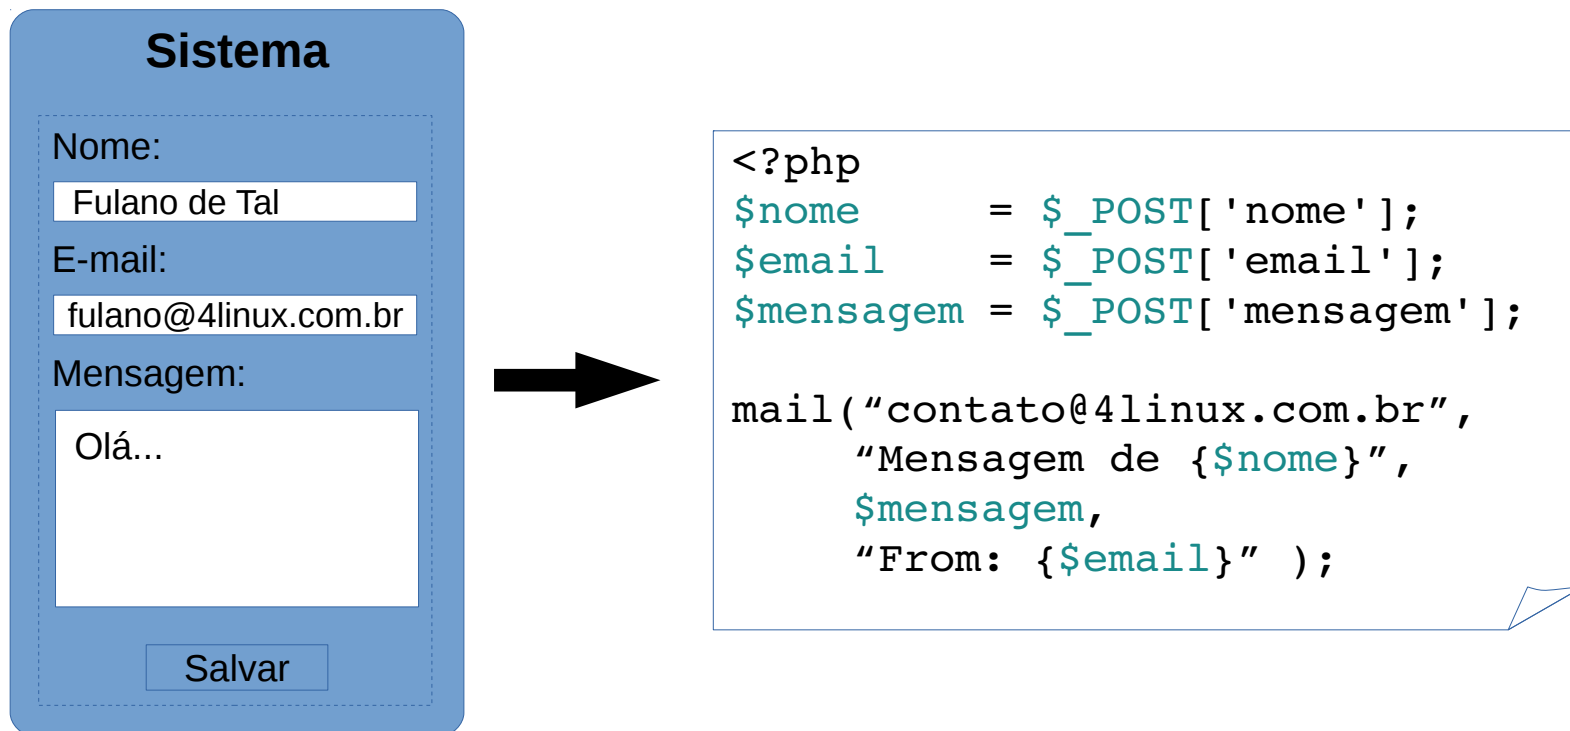 Sistema
Nome:
Fulano de Tal
E-mail:
fulano@4linux.com.br
Mensagem:
Olá...
Salvar
<?php
$nome     = $_POST['nome'];
$email    = $_POST['email'];
$mensagem = $_POST['mensagem'];
mail(“contato@4linux.com.br”,
“Mensagem de {$nome}”,
$mensagem,
“From: {$email}” );